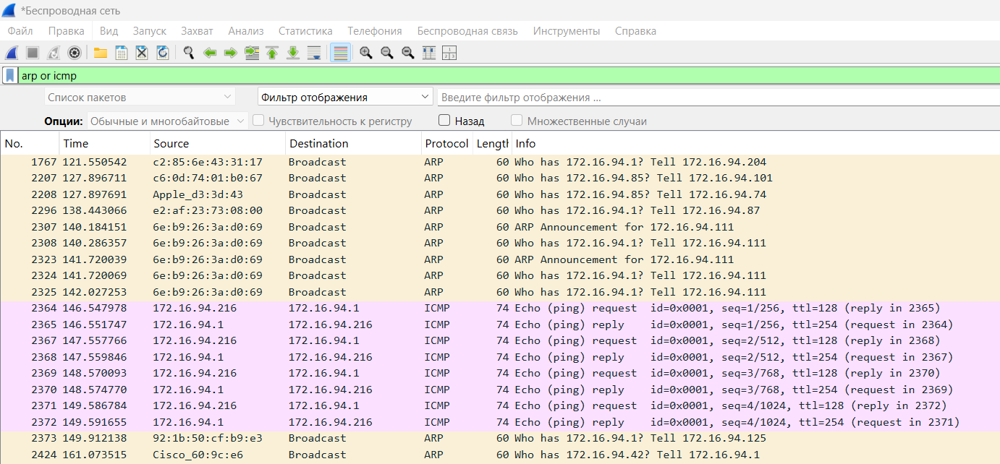 *Беспроводная сеть
Файл Правка Вид Запуск Захват Анализ Статистика Телефония Беспроводная связь Инструменты Справка
arp or icmp
Список пакетов Фильтр отображения Введите фильтр отображения ...
Опции: Обычные и многобайтовые Чувствительность к регистру Назад Множественные случаи
No. Time Source Destination Protocol Length Info
1767 121.550542 c2:85:6e:43:31:17 Broadcast ARP 60 Who has 172.16.94.1? Tell 172.16.94.204
2207 127.896711 c6:0d:74:01:b0:67 Broadcast ARP 60 Who has 172.16.94.85? Tell 172.16.94.101
2208 127.897691 Apple_d3:3d:43 Broadcast ARP 60 Who has 172.16.94.85? Tell 172.16.94.74
2296 138.443066 e2:af:23:73:08:00 Broadcast ARP 60 Who has 172.16.94.1? Tell 172.16.94.87
2307 140.184151 6e:b9:26:3a:d0:69 Broadcast ARP 60 ARP Announcement for 172.16.94.111
2308 140.286357 6e:b9:26:3a:d0:69 Broadcast ARP 60 Who has 172.16.94.1? Tell 172.16.94.111
2323 141.720039 6e:b9:26:3a:d0:69 Broadcast ARP 60 ARP Announcement for 172.16.94.111
2324 141.720069 6e:b9:26:3a:d0:69 Broadcast ARP 60 Who has 172.16.94.1? Tell 172.16.94.111
2325 142.027253 6e:b9:26:3a:d0:69 Broadcast ARP 60 Who has 172.16.94.1? Tell 172.16.94.111
2364 146.547978 172.16.94.216 172.16.94.1 ICMP 74 Echo (ping) request id=0x0001, seq=1/256, ttl=128 (reply in 2365)
2365 146.551747 172.16.94.1 172.16.94.216 ICMP 74 Echo (ping) reply id=0x0001, seq=1/256, ttl=254 (request in 2364)
2367 147.557766 172.16.94.216 172.16.94.1 ICMP 74 Echo (ping) request id=0x0001, seq=2/512, ttl=128 (reply in 2368)
2368 147.559846 172.16.94.1 172.16.94.216 ICMP 74 Echo (ping) reply id=0x0001, seq=2/512, ttl=254 (request in 2367)
2369 148.570093 172.16.94.216 172.16.94.1 ICMP 74 Echo (ping) request id=0x0001, seq=3/768, ttl=128 (reply in 2370)
2370 148.574770 172.16.94.1 172.16.94.216 ICMP 74 Echo (ping) reply id=0x0001, seq=3/768, ttl=254 (request in 2369)
2371 149.586784 172.16.94.216 172.16.94.1 ICMP 74 Echo (ping) request id=0x0001, seq=4/1024, ttl=128 (reply in 2372)
2372 149.591655 172.16.94.1 172.16.94.216 ICMP 74 Echo (ping) reply id=0x0001, seq=4/1024, ttl=254 (request in 2371)
2373 149.912138 92:1b:50:cf:b9:e3 Broadcast ARP 60 Who has 172.16.94.1? Tell 172.16.94.125
2424 161.073515 Cisco_60:9c:e6 Broadcast ARP 60 Who has 172.16.94.42? Tell 172.16.94.1